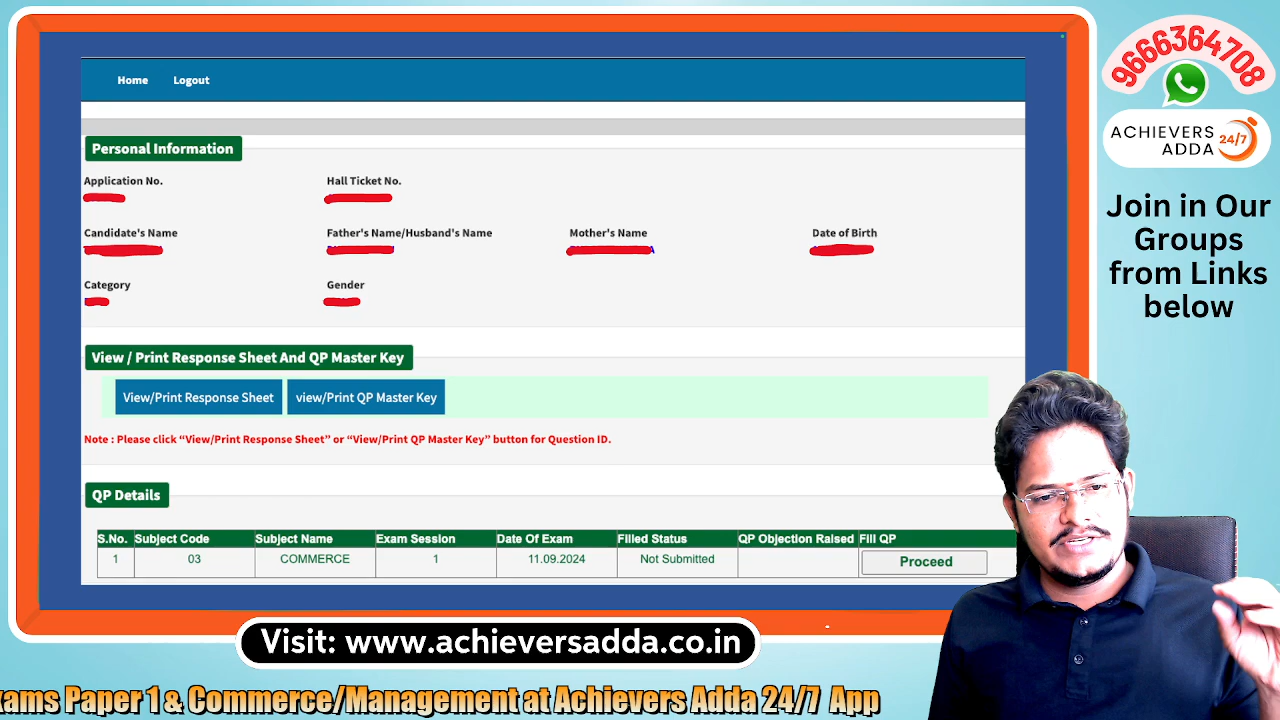 Home Logout
Personal Information
Application No. Hall Ticket No.
Candidate's Name Father's Name/Husband's Name Mother's Name Date of Birth
Category Gender
View / Print Response Sheet And QP Master Key
View/Print Response Sheet view/Print QP Master Key
Note : Please click “View/Print Response Sheet” or “View/Print QP Master Key” button for Question ID.
QP Details
S.No. Subject Code Subject Name Exam Session Date Of Exam Filled Status QP Objection Raised Fill QP
1 03 COMMERCE 1 11.09.2024 Not Submitted Proceed
9666364708
ACHIEVERS
ADDA 24/7
Join in Our
Groups
from Links
below
Visit: www.achieversadda.co.in
Paper 1 & Commerce/Management at Achievers Adda 24/7 App